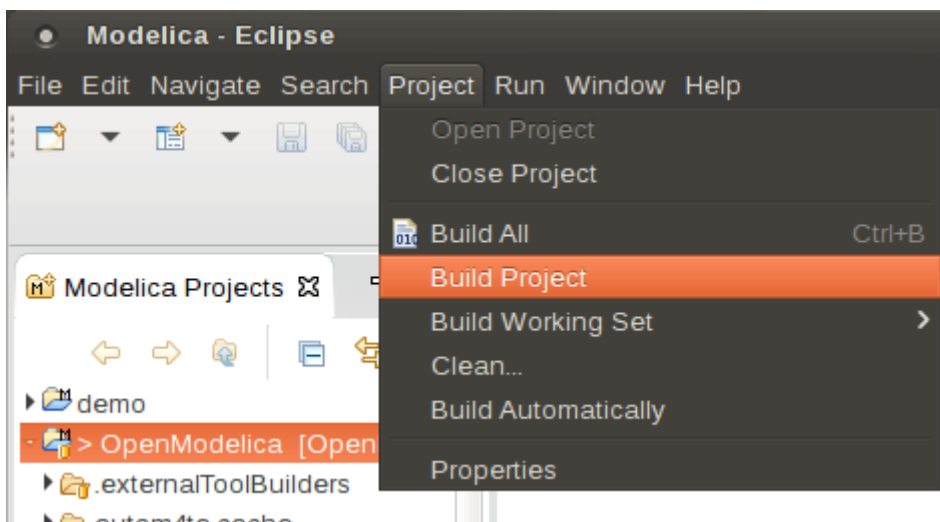 Modelica - Eclipse
File Edit Navigate Search Project Run Window Help
Open Project
Close Project
Build All Ctrl+B
Build Project
Build Working Set
Clean...
Build Automatically
Properties
Modelica Projects
demo
> OpenModelica [Open
.externalToolBuilders